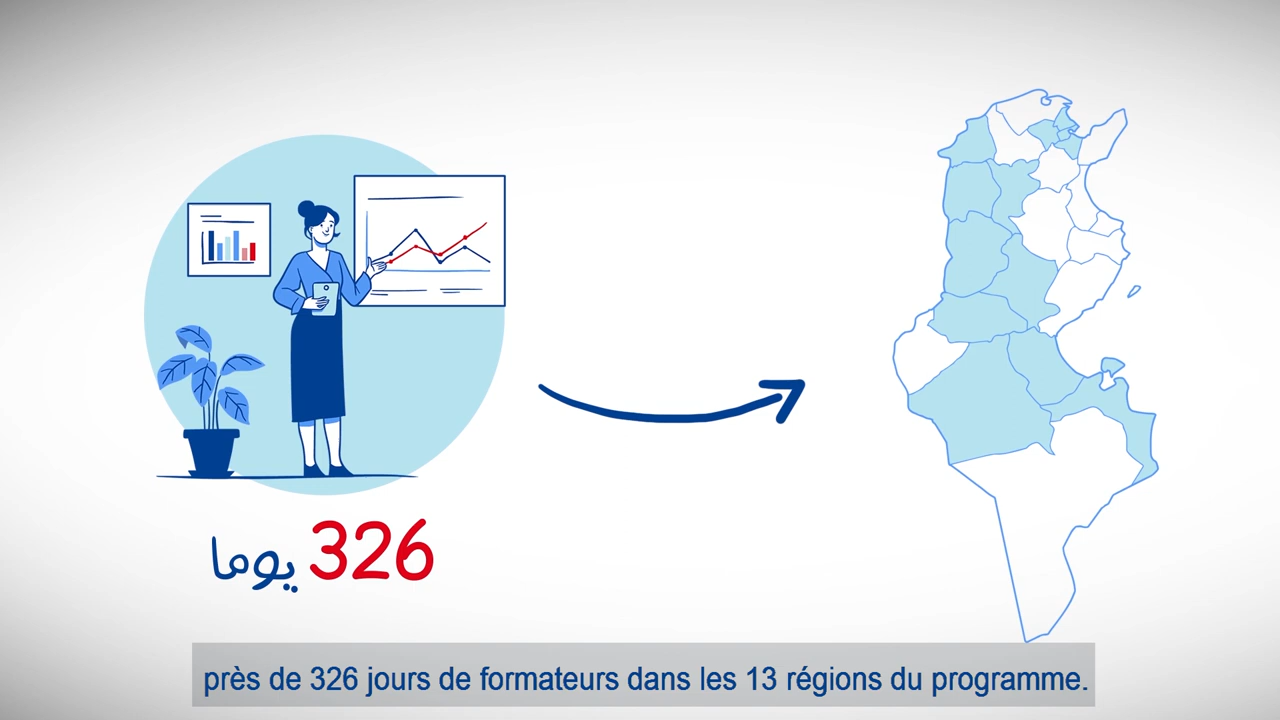 326 يوما
près de 326 jours de formateurs dans les 13 régions du programme.